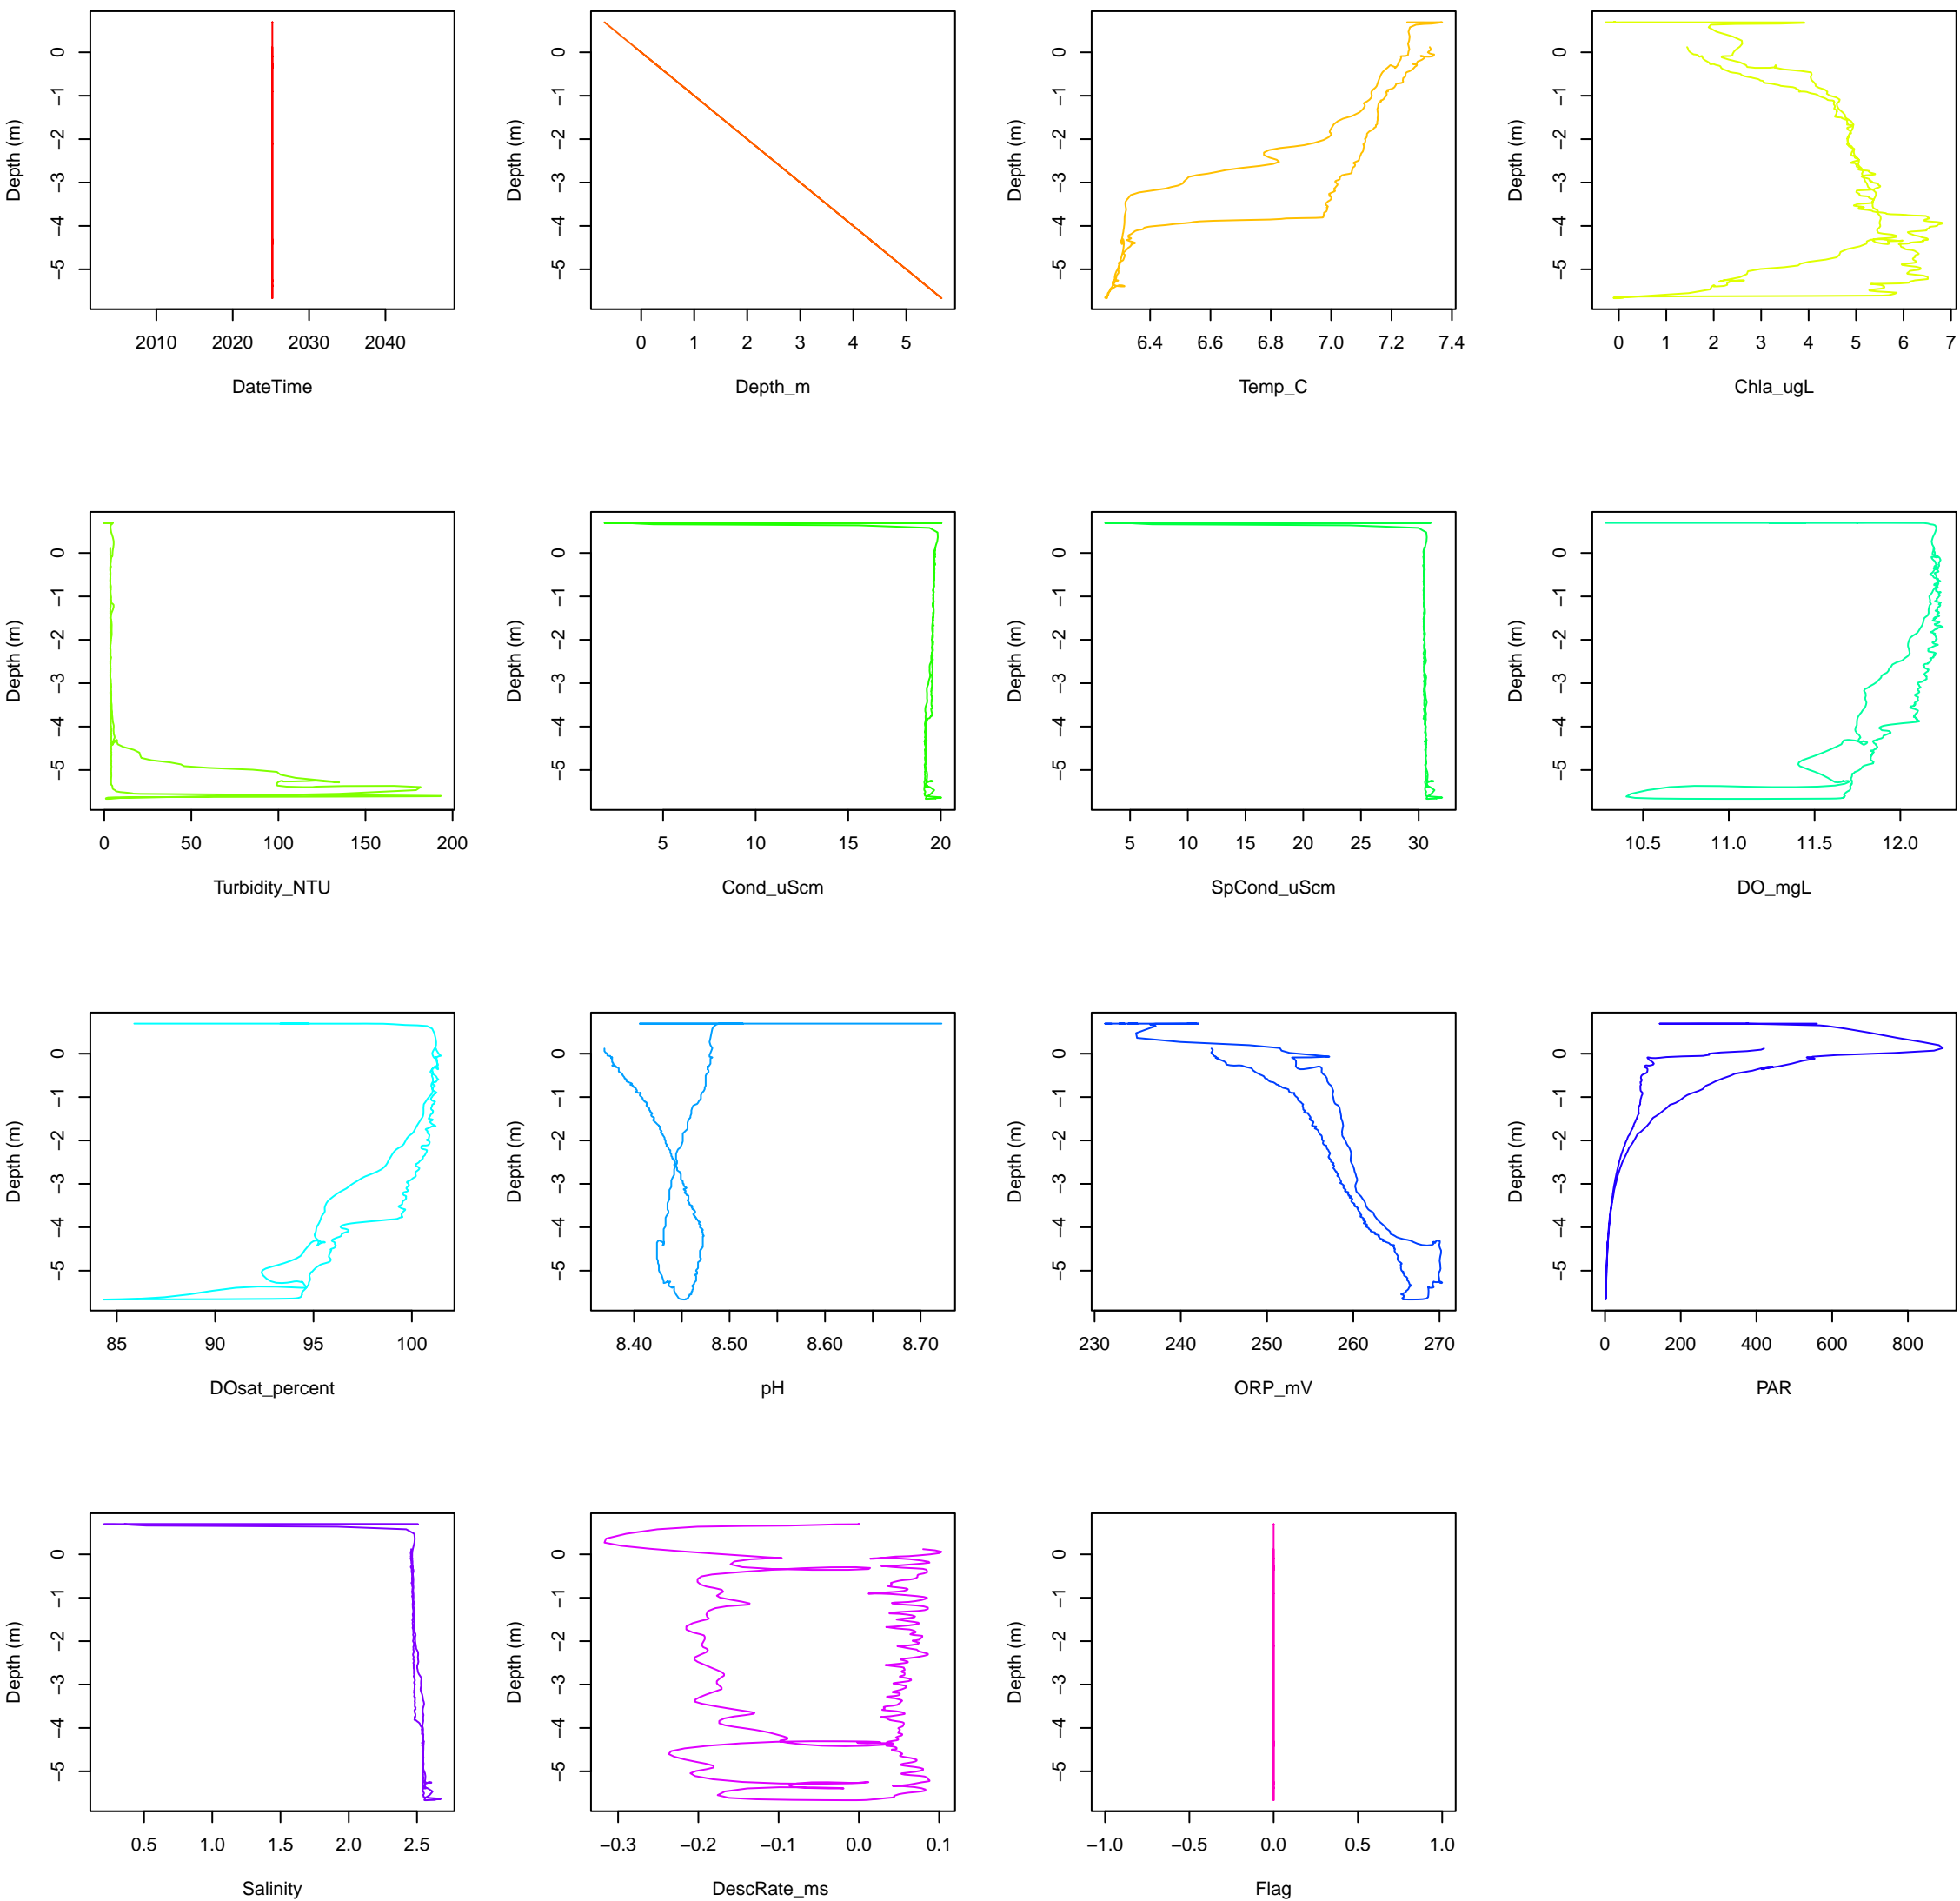 Depth (m)
0
−1
−2
−3
−4
−5
2010 2020 2030 2040
DateTime
Depth (m)
0
−1
−2
−3
−4
−5
0 1 2 3 4 5
Depth_m
Depth (m)
0
−1
−2
−3
−4
−5
6.4 6.6 6.8 7.0 7.2 7.4
Temp_C
Depth (m)
0
−1
−2
−3
−4
−5
0 1 2 3 4 5 6 7
Chla_ugL
Depth (m)
0
−1
−2
−3
−4
−5
0 50 100 150 200
Turbidity_NTU
Depth (m)
0
−1
−2
−3
−4
−5
5 10 15 20
Cond_uScm
Depth (m)
0
−1
−2
−3
−4
−5
5 10 15 20 25 30
SpCond_uScm
Depth (m)
0
−1
−2
−3
−4
−5
10.5 11.0 11.5 12.0
DO_mgL
Depth (m)
0
−1
−2
−3
−4
−5
85 90 95 100
DOsat_percent
Depth (m)
0
−1
−2
−3
−4
−5
8.40 8.50 8.60 8.70
pH
Depth (m)
0
−1
−2
−3
−4
−5
230 240 250 260 270
ORP_mV
Depth (m)
0
−1
−2
−3
−4
−5
0 200 400 600 800
PAR
Depth (m)
0
−1
−2
−3
−4
−5
0.5 1.0 1.5 2.0 2.5
Salinity
Depth (m)
0
−1
−2
−3
−4
−5
−0.3 −0.2 −0.1 0.0 0.1
DescRate_ms
Depth (m)
0
−1
−2
−3
−4
−5
−1.0 −0.5 0.0 0.5 1.0
Flag